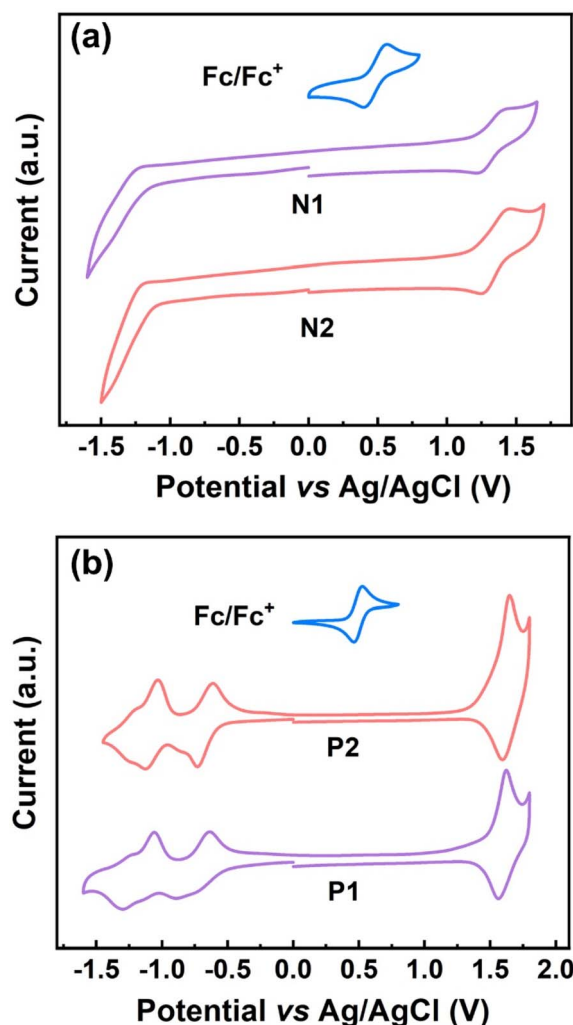 (a)
Fc/Fc+
N1
N2
Current (a.u.)
-1.5 -1.0 -0.5 0.0 0.5 1.0 1.5
Potential vs Ag/AgCl (V)
(b)
Fc/Fc+
P2
P1
Current (a.u.)
-1.5 -1.0 -0.5 0.0 0.5 1.0 1.5 2.0
Potential vs Ag/AgCl (V)